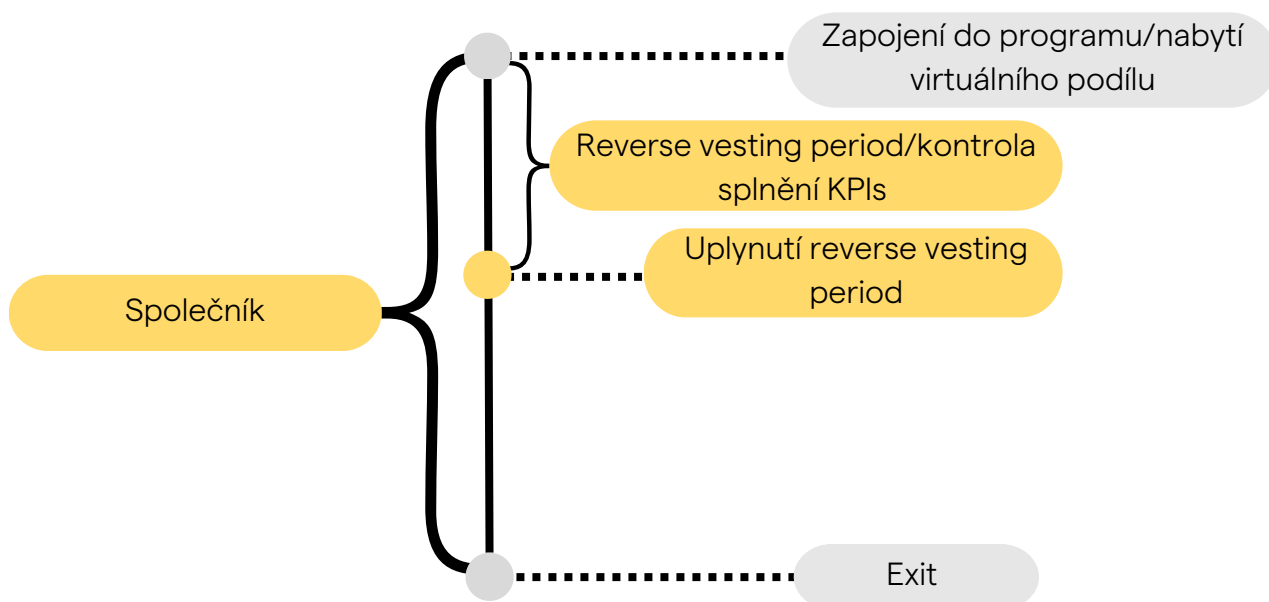 Zapojení do programu/nabytí
virtuálního podílu
Reverse vesting period/kontrola
splnění KPIs
Uplynutí reverse vesting
period
Společník
Exit